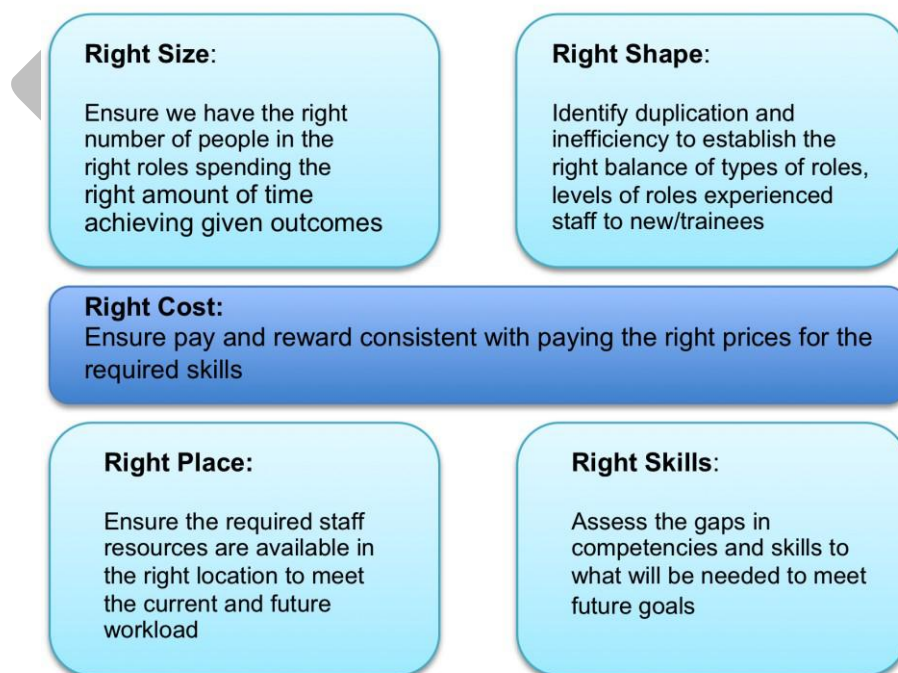 Right Size:
Ensure we have the right
number of people in the
right roles spending the
right amount of time
achieving given outcomes
Right Shape:
Identify duplication and
inefficiency to establish the
right balance of types of roles,
levels of roles experienced
staff to new/trainees
Right Cost:
Ensure pay and reward consistent with paying the right prices for the
required skills
Right Place:
Ensure the required staff
resources are available in
the right location to meet
the current and future
workload
Right Skills:
Assess the gaps in
competencies and skills to
what will be needed to meet
future goals